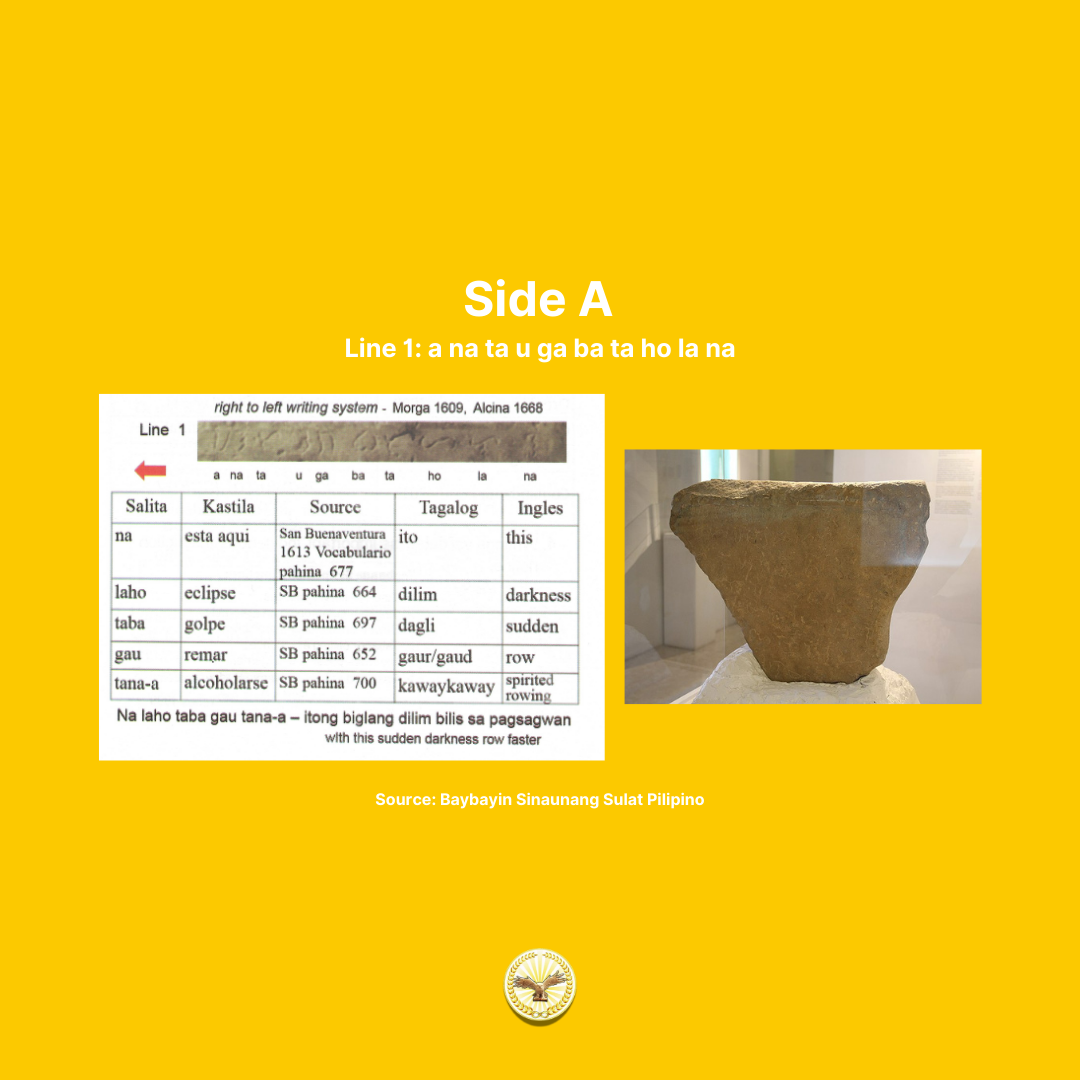 Side A
Line 1: a na ta u ga ba ta ho la na
right to left writing system - Morga 1609, Alcina 1668
Line 1
a na ta u ga ba ta ho la na
Salita Kastila Source Tagalog Ingles
na esta aqui San Buenaventura 1613 Vocabulario pahina 677 ito this
laho eclipse SB pahina 664 dilim darkness
taba golpe SB pahina 697 dagli sudden
gau remar SB pahina 652 gaur/gaud row
tana-a alcoholarse SB pahina 700 kawaykaway spirited rowing
Na laho taba gau tana-a – itong biglang dilim bilis sa pagsagwan
with this sudden darkness row faster
Source: Baybayin Sinaunang Sulat Pilipino